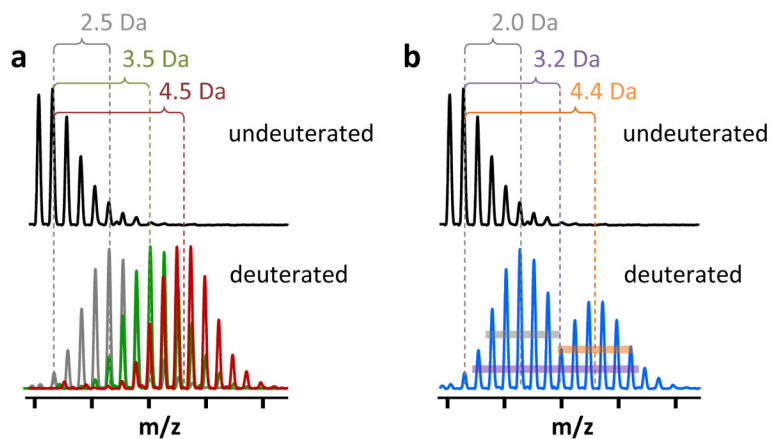 a
2.5 Da
3.5 Da
4.5 Da
undeuterated
deuterated
m/z
b
2.0 Da
3.2 Da
4.4 Da
undeuterated
deuterated
m/z